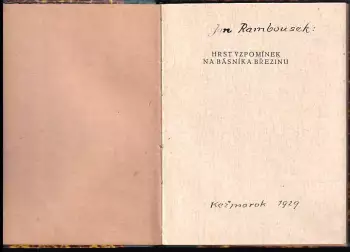 Jan Rambousek:
HRST VZPOMÍNEK
NA BÁSNÍKA BŘEZINU
Kežmarok 1929